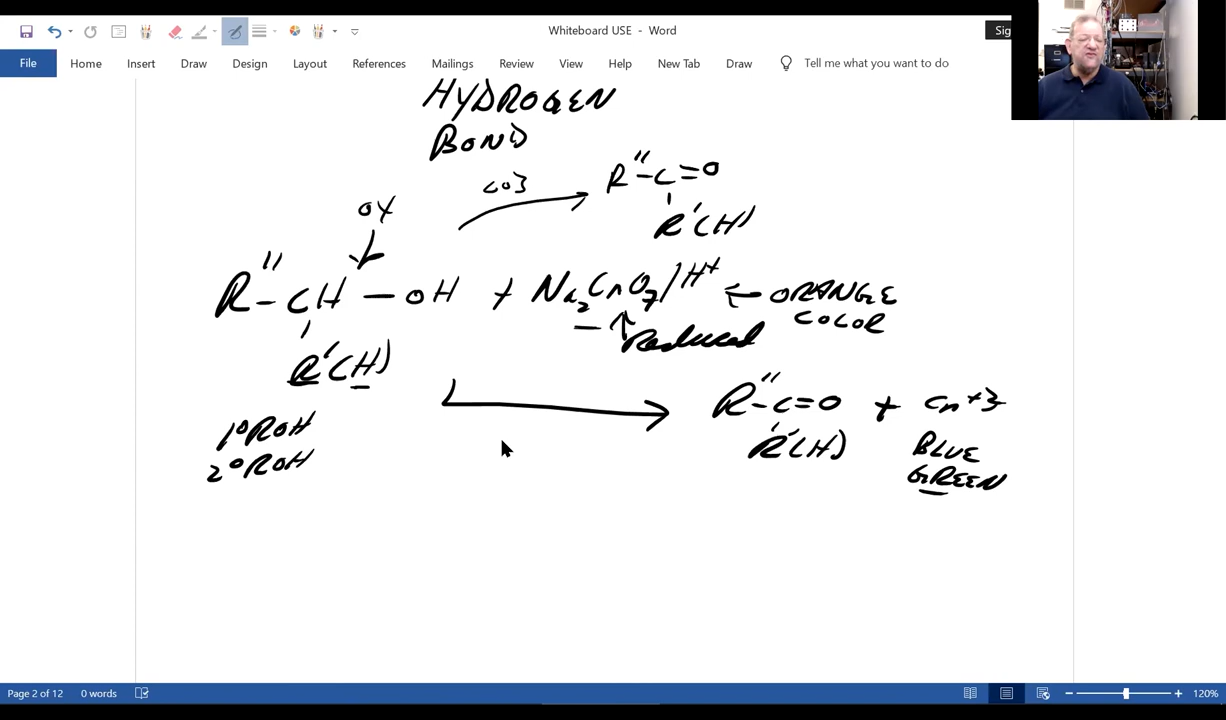 Whiteboard USE - Word
Sig
File Home Insert Draw Design Layout References Mailings Review View Help New Tab Draw Tell me what you want to do
HYDROGEN
BOND
R''-C=O
R'(H)
OX
R''-CH-OH + Na2CrO7/H+ ← ORANGE
COLOR
Reduced
R'(H)
R''-C=O + Cr+3
R'(H)
BLUE
GREEN
1° ROH
2° ROH
Page 2 of 12 0 words 120%